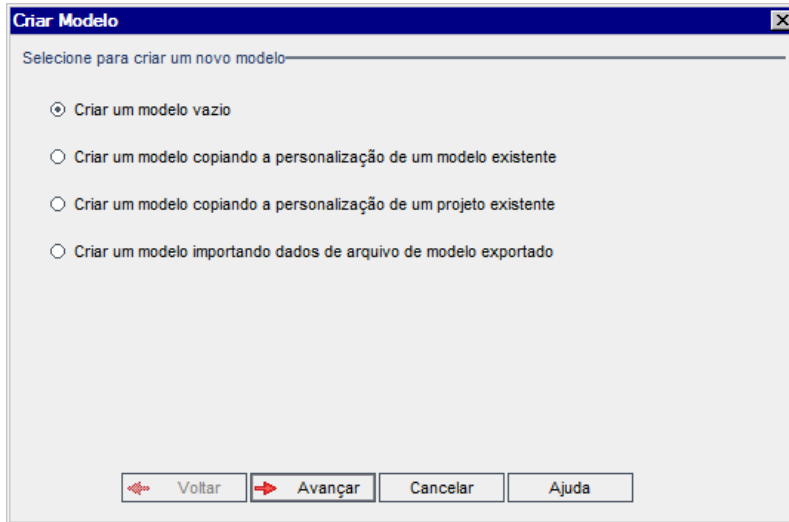 Criar Modelo
Selecione para criar um novo modelo
Criar um modelo vazio
Criar um modelo copiando a personalização de um modelo existente
Criar um modelo copiando a personalização de um projeto existente
Criar um modelo importando dados de arquivo de modelo exportado
Voltar Avançar Cancelar Ajuda